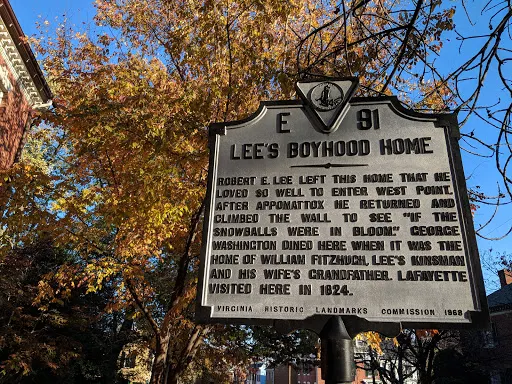 E 91
LEE'S BOYHOOD HOME
ROBERT E. LEE LEFT THIS HOME THAT HE
LOVED SO WELL TO ENTER WEST POINT.
AFTER APPOMATTOX HE RETURNED AND
CLIMBED THE WALL TO SEE "IF THE
SNOWBALLS WERE IN BLOOM." GEORGE
WASHINGTON DINED HERE WHEN IT WAS THE
HOME OF WILLIAM FITZHUGH, LEE'S KINSMAN
AND HIS WIFE'S GRANDFATHER. LAFAYETTE
VISITED HERE IN 1824.
VIRGINIA HISTORIC LANDMARKS COMMISSION 1968